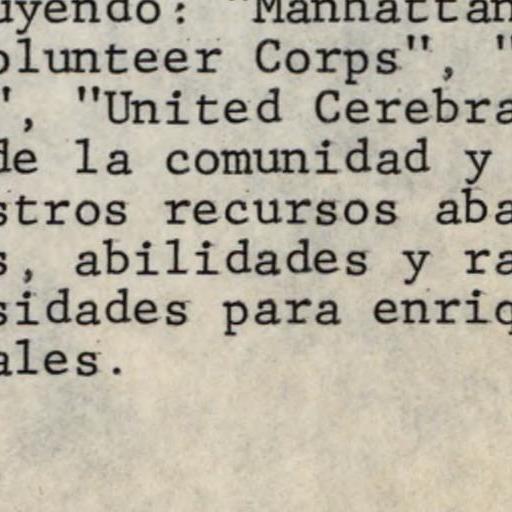 uyendo: "Manhattan
olunteer Corps", "
", "United Cerebra
de la comunidad y
stros recursos aba
s, abilidades y ra
sidades para enriq
ales.